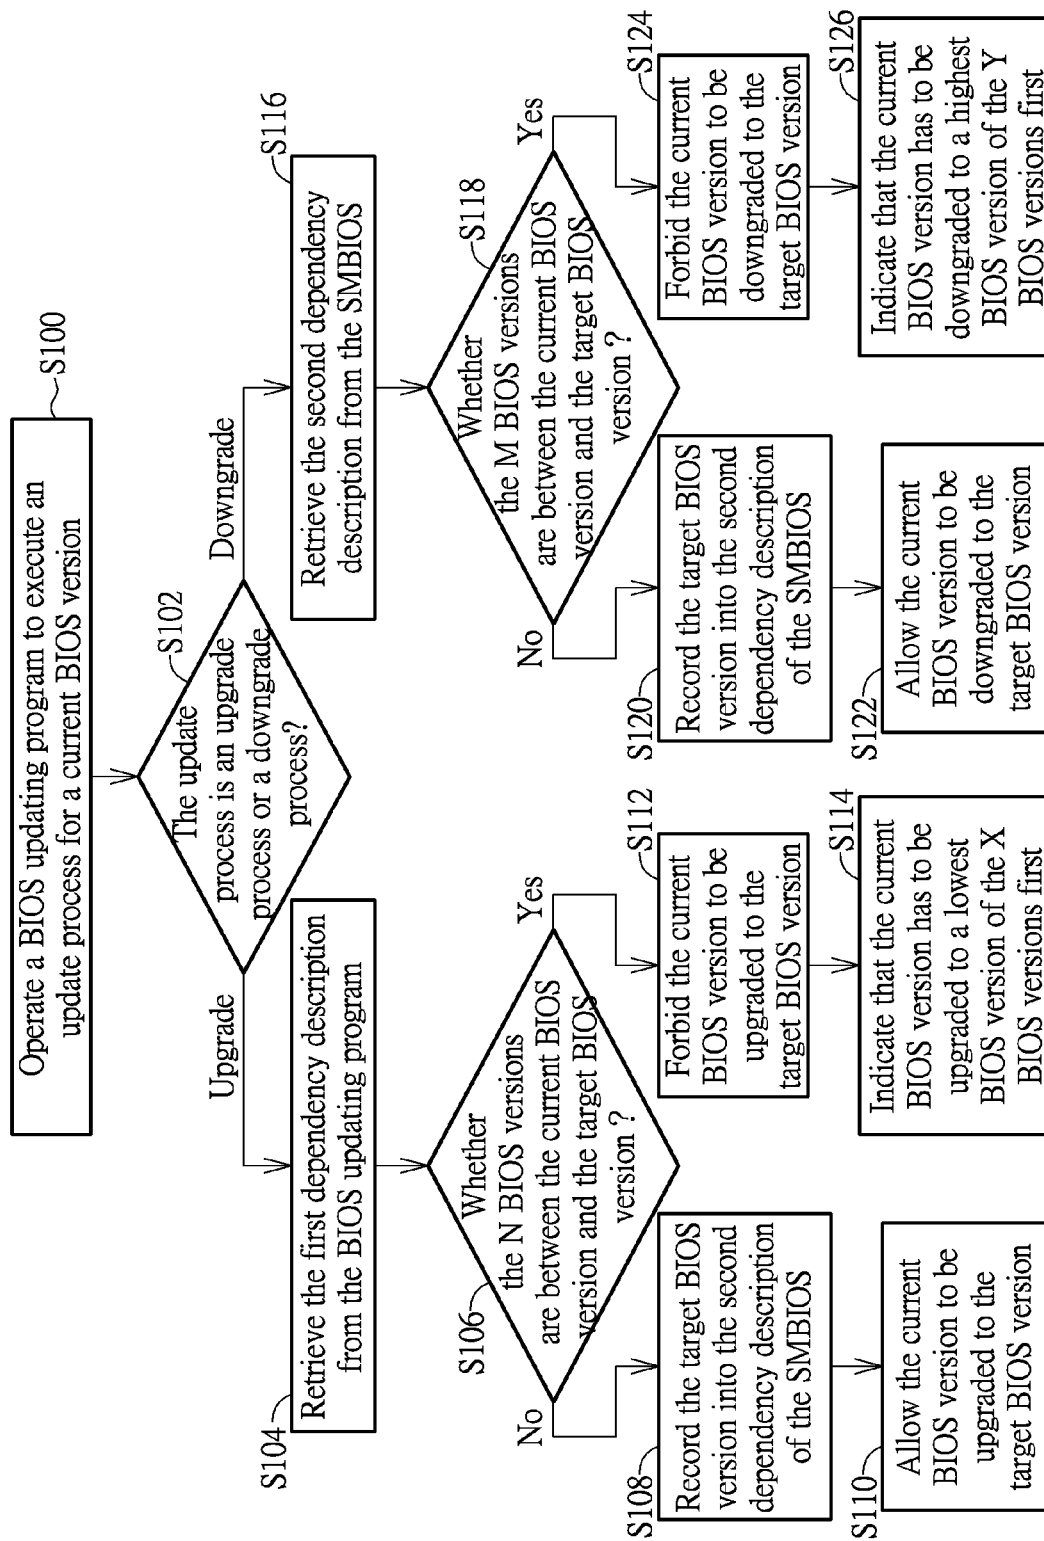 Operate a BIOS updating program to execute an
update process for a current BIOS version
S100
The update
process is an upgrade
process or a downgrade
process?
S102
Upgrade
Downgrade
Retrieve the first dependency description
from the BIOS updating program
S104
Whether
the N BIOS versions
are between the current BIOS
version and the target BIOS
version ?
S106
No
Yes
Record the target BIOS
version into the second
dependency description
of the SMBIOS
S108
Allow the current
BIOS version to be
upgraded to the
target BIOS version
S110
Forbid the current
BIOS version to be
upgraded to the
target BIOS version
S112
Indicate that the current
BIOS version has to be
upgraded to a lowest
BIOS version of the X
BIOS versions first
S114
Retrieve the second dependency
description from the SMBIOS
S116
Whether
the M BIOS versions
are between the current BIOS
version and the target BIOS
version ?
S118
No
Yes
Record the target BIOS
version into the second
dependency description
of the SMBIOS
S120
Allow the current
BIOS version to be
downgraded to the
target BIOS version
S122
Forbid the current
BIOS version to be
downgraded to the
target BIOS version
S124
Indicate that the current
BIOS version has to be
downgraded to a highest
BIOS version of the Y
BIOS versions first
S126